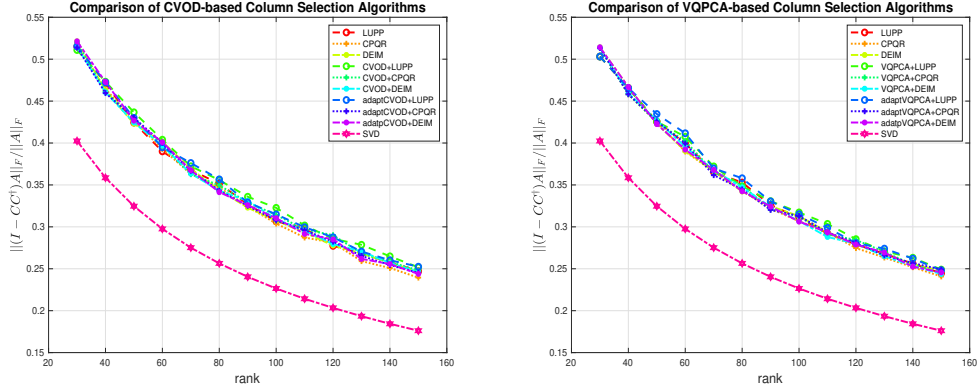 Comparison of CVOD-based Column Selection Algorithms
0.55
0.5
0.45
0.4
0.35
0.3
0.25
0.2
0.15
||(I − CC†)A||F/||A||F
20
40
60
80
100
120
140
160
rank
LUPP
CPQR
DEIM
CVOD+LUPP
CVOD+CPQR
CVOD+DEIM
adaptCVOD+LUPP
adaptCVOD+CPQR
adatpCVOD+DEIM
SVD
Comparison of VQPCA-based Column Selection Algorithms
0.55
0.5
0.45
0.4
0.35
0.3
0.25
0.2
0.15
||(I − CC†)A||F/||A||F
20
40
60
80
100
120
140
160
rank
LUPP
CPQR
DEIM
VQPCA+LUPP
VQPCA+CPQR
VQPCA+DEIM
adaptVQPCA+LUPP
adaptVQPCA+CPQR
adatpVQPCA+DEIM
SVD